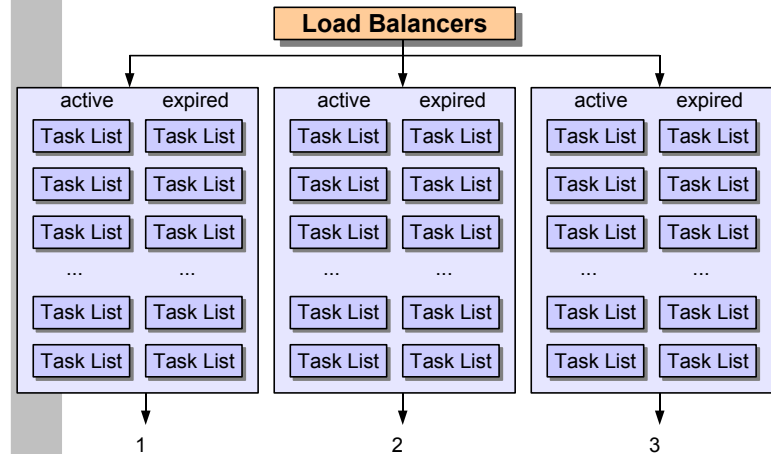 Load Balancers
active expired active expired active expired
Task List Task List Task List Task List Task List Task List
Task List Task List Task List Task List Task List Task List
Task List Task List Task List Task List Task List Task List
... ... ... ... ... ...
Task List Task List Task List Task List Task List Task List
Task List Task List Task List Task List Task List Task List
1 2 3